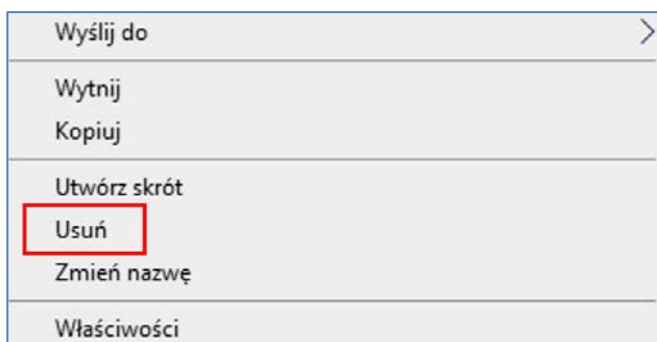 Wyślij do
Wytnij
Kopiuj
Utwórz skrót
Usuń
Zmień nazwę
Właściwości